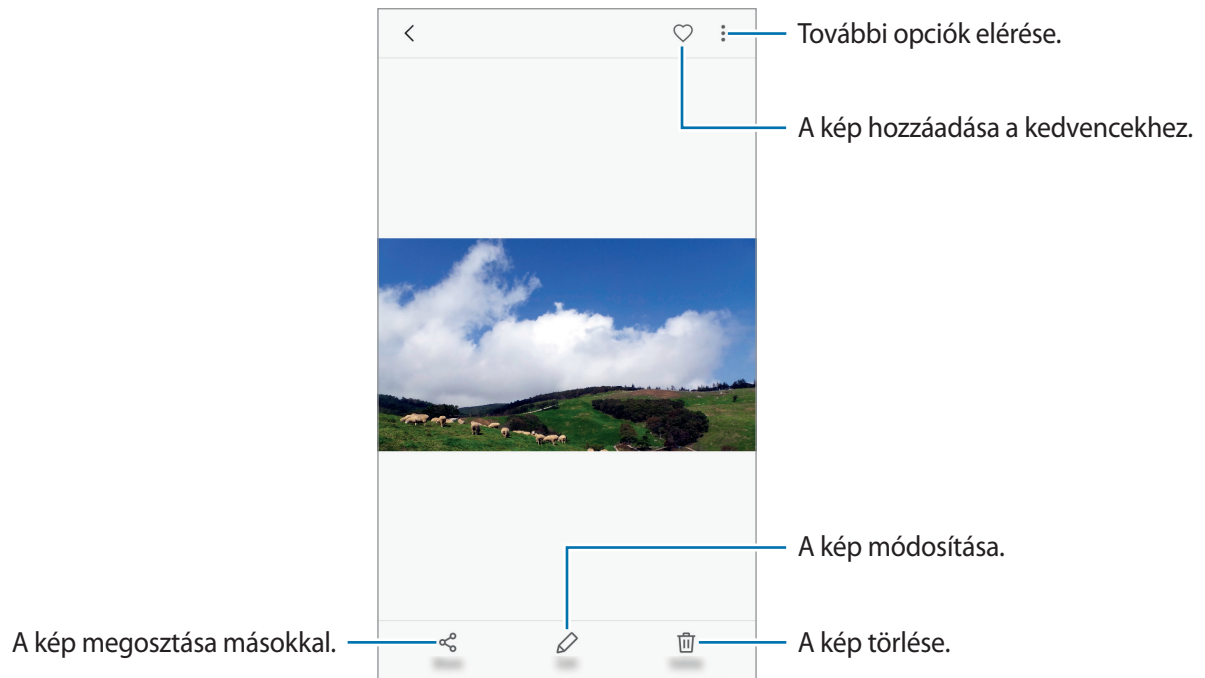 További opciók elérése.
A kép hozzáadása a kedvencekhez.
A kép módosítása.
A kép megosztása másokkal.
A kép törlése.